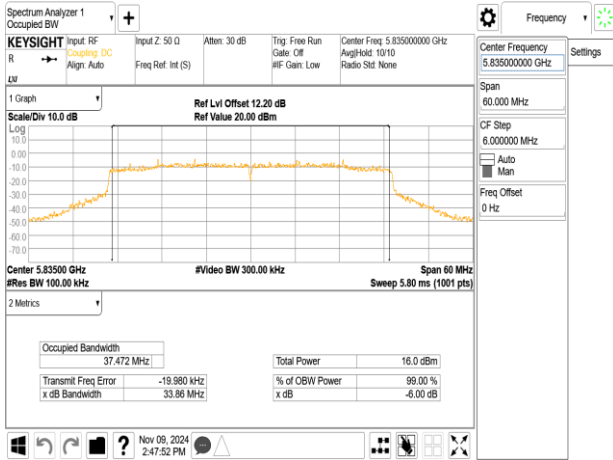 Spectrum Analyzer 1
Occupied BW
+
Frequency
KEYSIGHT
R
Input: RF
Coupling: DC
Align: Auto
Input Z: 50 Ω
Freq Ref: Int (S)
Atten: 30 dB
Trig: Free Run
Gate: Off
#IF Gain: Low
Center Freq: 5.835000000 GHz
Avg|Hold: 10/10
Radio Std: None
Center Frequency
5.835000000 GHz
Settings
Span
60.000 MHz
CF Step
6.000000 MHz
Auto
Man
Freq Offset
0 Hz
1 Graph
Scale/Div 10.0 dB
Ref Lvl Offset 12.20 dB
Ref Value 20.00 dBm
Log
10.0
0.00
-10.0
-20.0
-30.0
-40.0
-50.0
-60.0
-70.0
Center 5.83500 GHz
#Res BW 100.00 kHz
#Video BW 300.00 kHz
Span 60 MHz
Sweep 5.80 ms (1001 pts)
2 Metrics
Occupied Bandwidth
37.472 MHz
Total Power 16.0 dBm
Transmit Freq Error -19.980 kHz
% of OBW Power 99.00 %
x dB Bandwidth 33.86 MHz
x dB -6.00 dB
?
Nov 09, 2024
2:47:52 PM